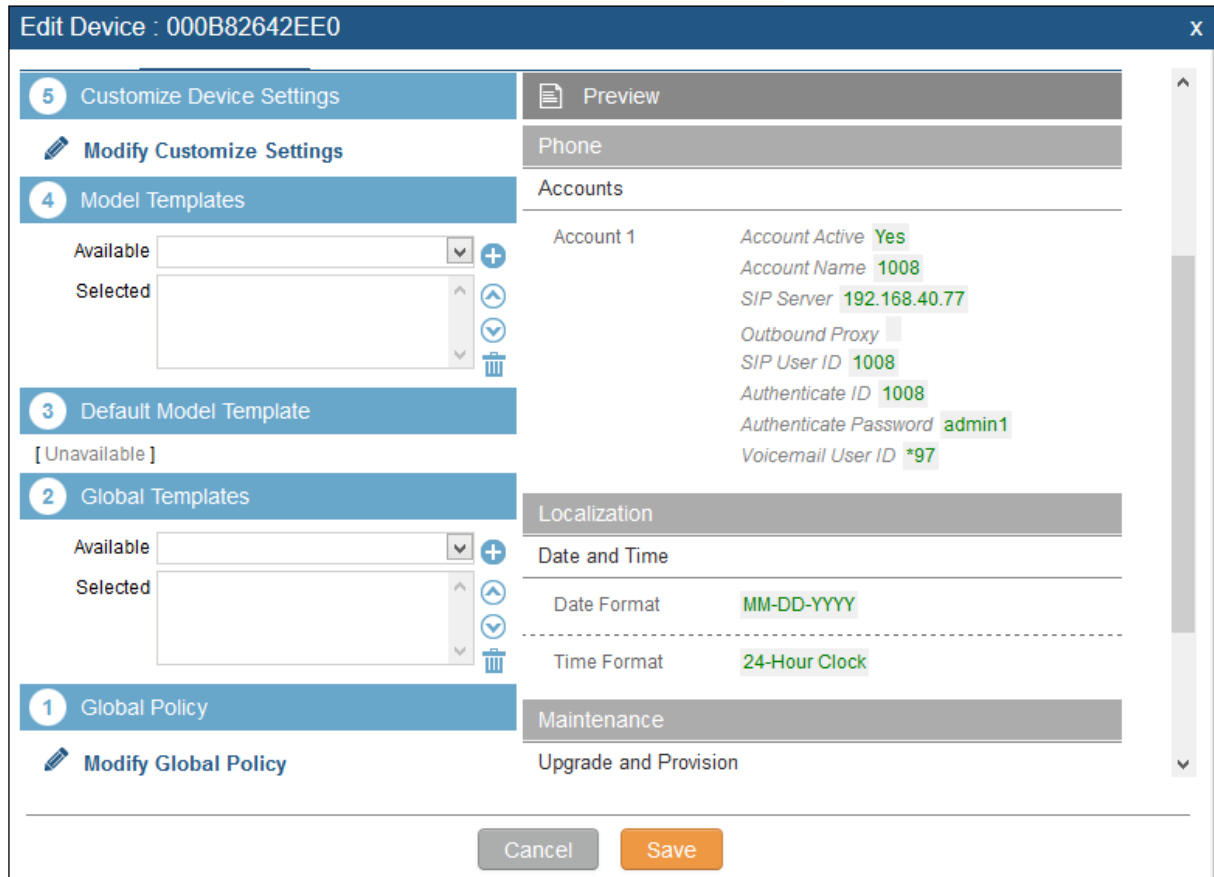 Edit Device : 000B82642EE0
X
5 Customize Device Settings
Modify Customize Settings
4 Model Templates
Available
Selected
3 Default Model Template
[ Unavailable ]
2 Global Templates
Available
Selected
1 Global Policy
Modify Global Policy
Preview
Phone
Accounts
Account 1
Account Active Yes
Account Name 1008
SIP Server 192.168.40.77
Outbound Proxy
SIP User ID 1008
Authenticate ID 1008
Authenticate Password admin1
Voicemail User ID *97
Localization
Date and Time
Date Format MM-DD-YYYY
Time Format 24-Hour Clock
Maintenance
Upgrade and Provision
Cancel
Save